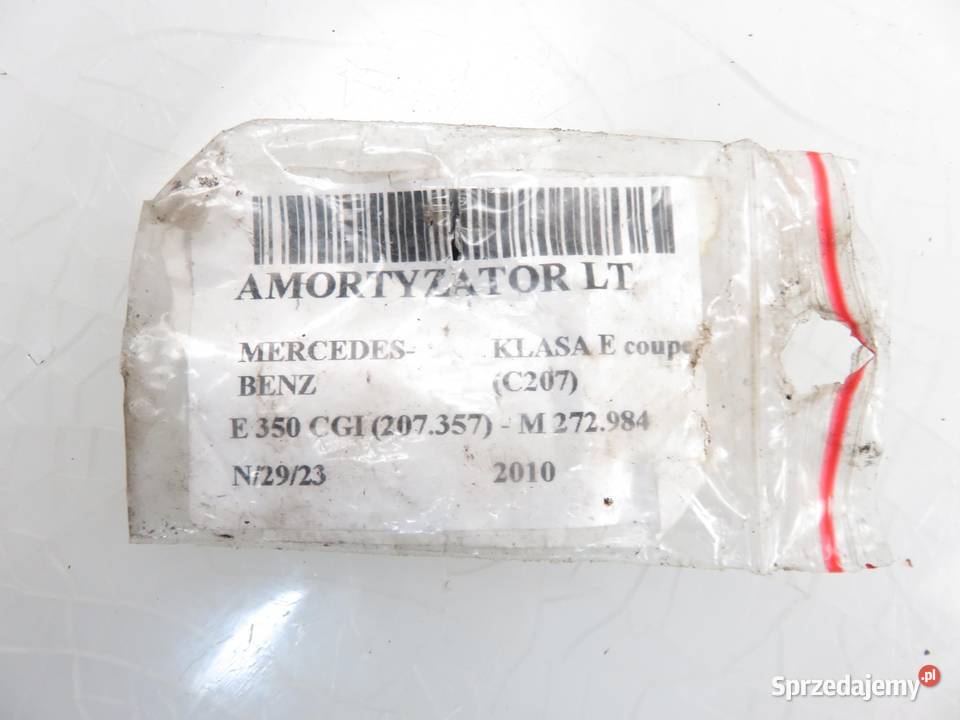 AMORTYZATOR LT
MERCEDES- KLASA E coupe
BENZ (C207)
E 350 CGI (207.357) - M 272.984
N/29/23 2010
Sprzedajemy.pl